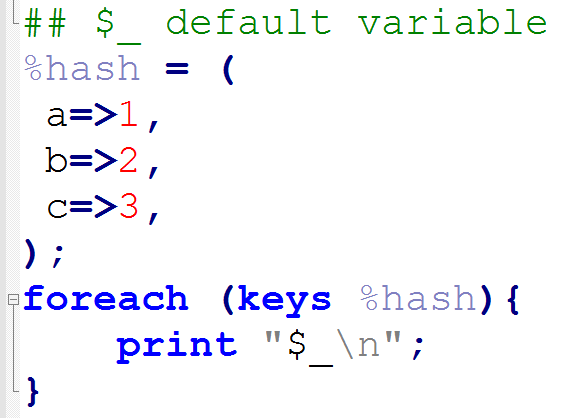 ## $_ default variable
%hash = (
 a=>1,
 b=>2,
 c=>3,
);
foreach (keys %hash){
    print "$_\n";
}